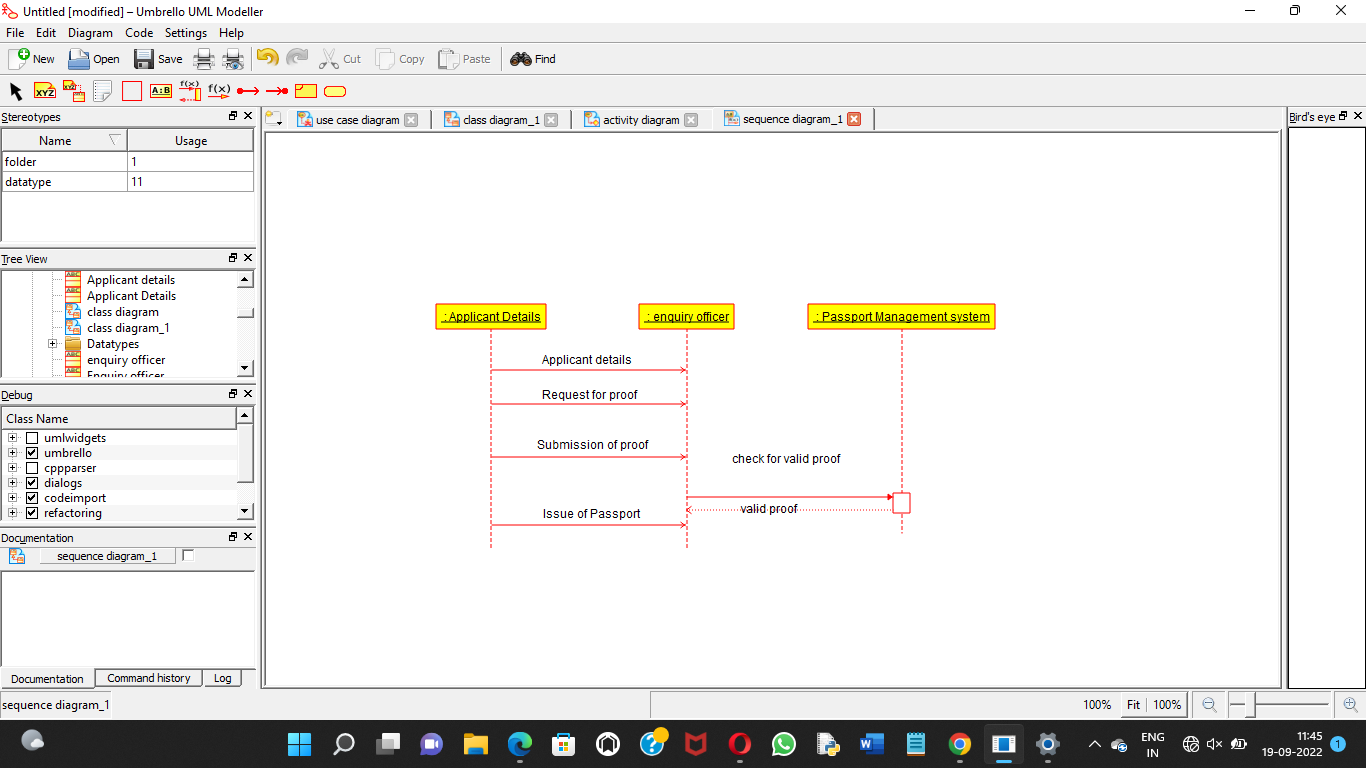 Untitled [modified] – Umbrello UML Modeller
File Edit Diagram Code Settings Help
New Open Save Cut Copy Paste Find
XYZ XYZ A:B f(x) f(x)
Stereotypes
Name Usage
folder 1
datatype 11
Tree View
Applicant details
Applicant Details
class diagram
class diagram_1
Datatypes
enquiry officer
Enquiry officer
Debug
Class Name
umlwidgets
umbrello
cppparser
dialogs
codeimport
refactoring
Documentation
sequence diagram_1
Documentation Command history Log
use case diagram class diagram_1 activity diagram sequence diagram_1
: Applicant Details : enquiry officer : Passport Management system
Applicant details
Request for proof
Submission of proof
check for valid proof
valid proof
Issue of Passport
Bird's eye
sequence diagram_1 100% Fit 100%
ENG
IN
11:45
19-09-2022
1